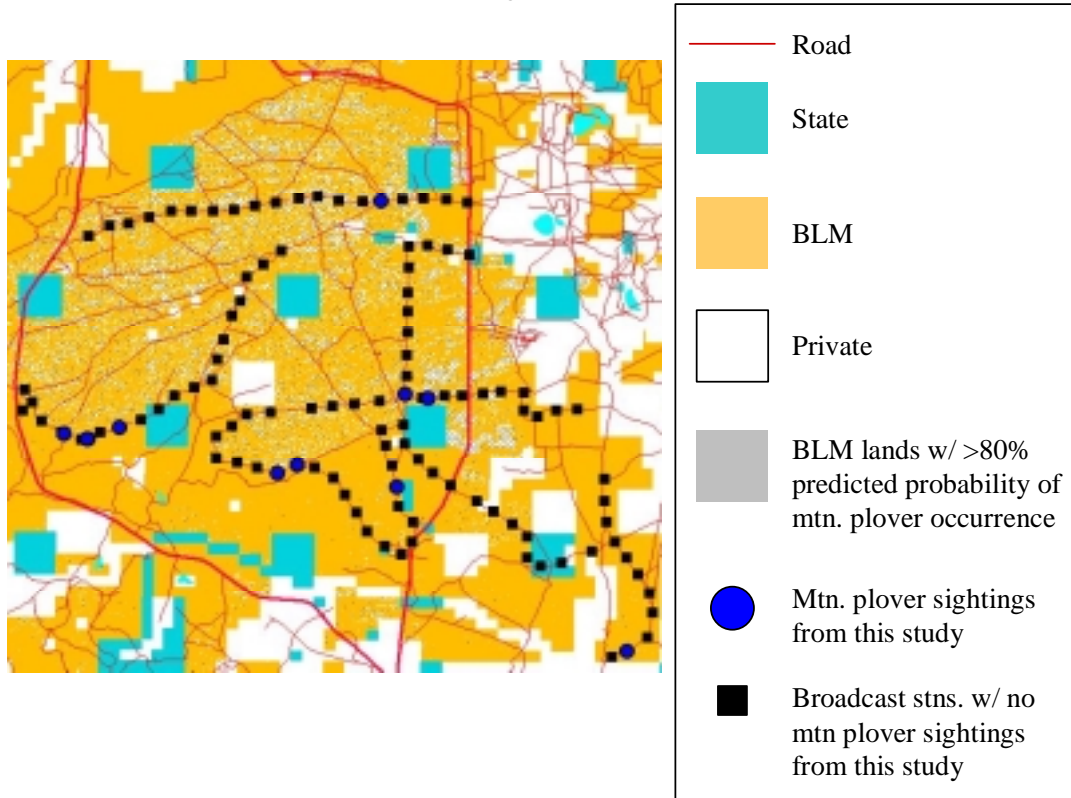 Road
State
BLM
Private
BLM lands w/ >80%
predicted probability of
mtn. plover occurrence
Mtn. plover sightings
from this study
Broadcast stns. w/ no
mtn plover sightings
from this study